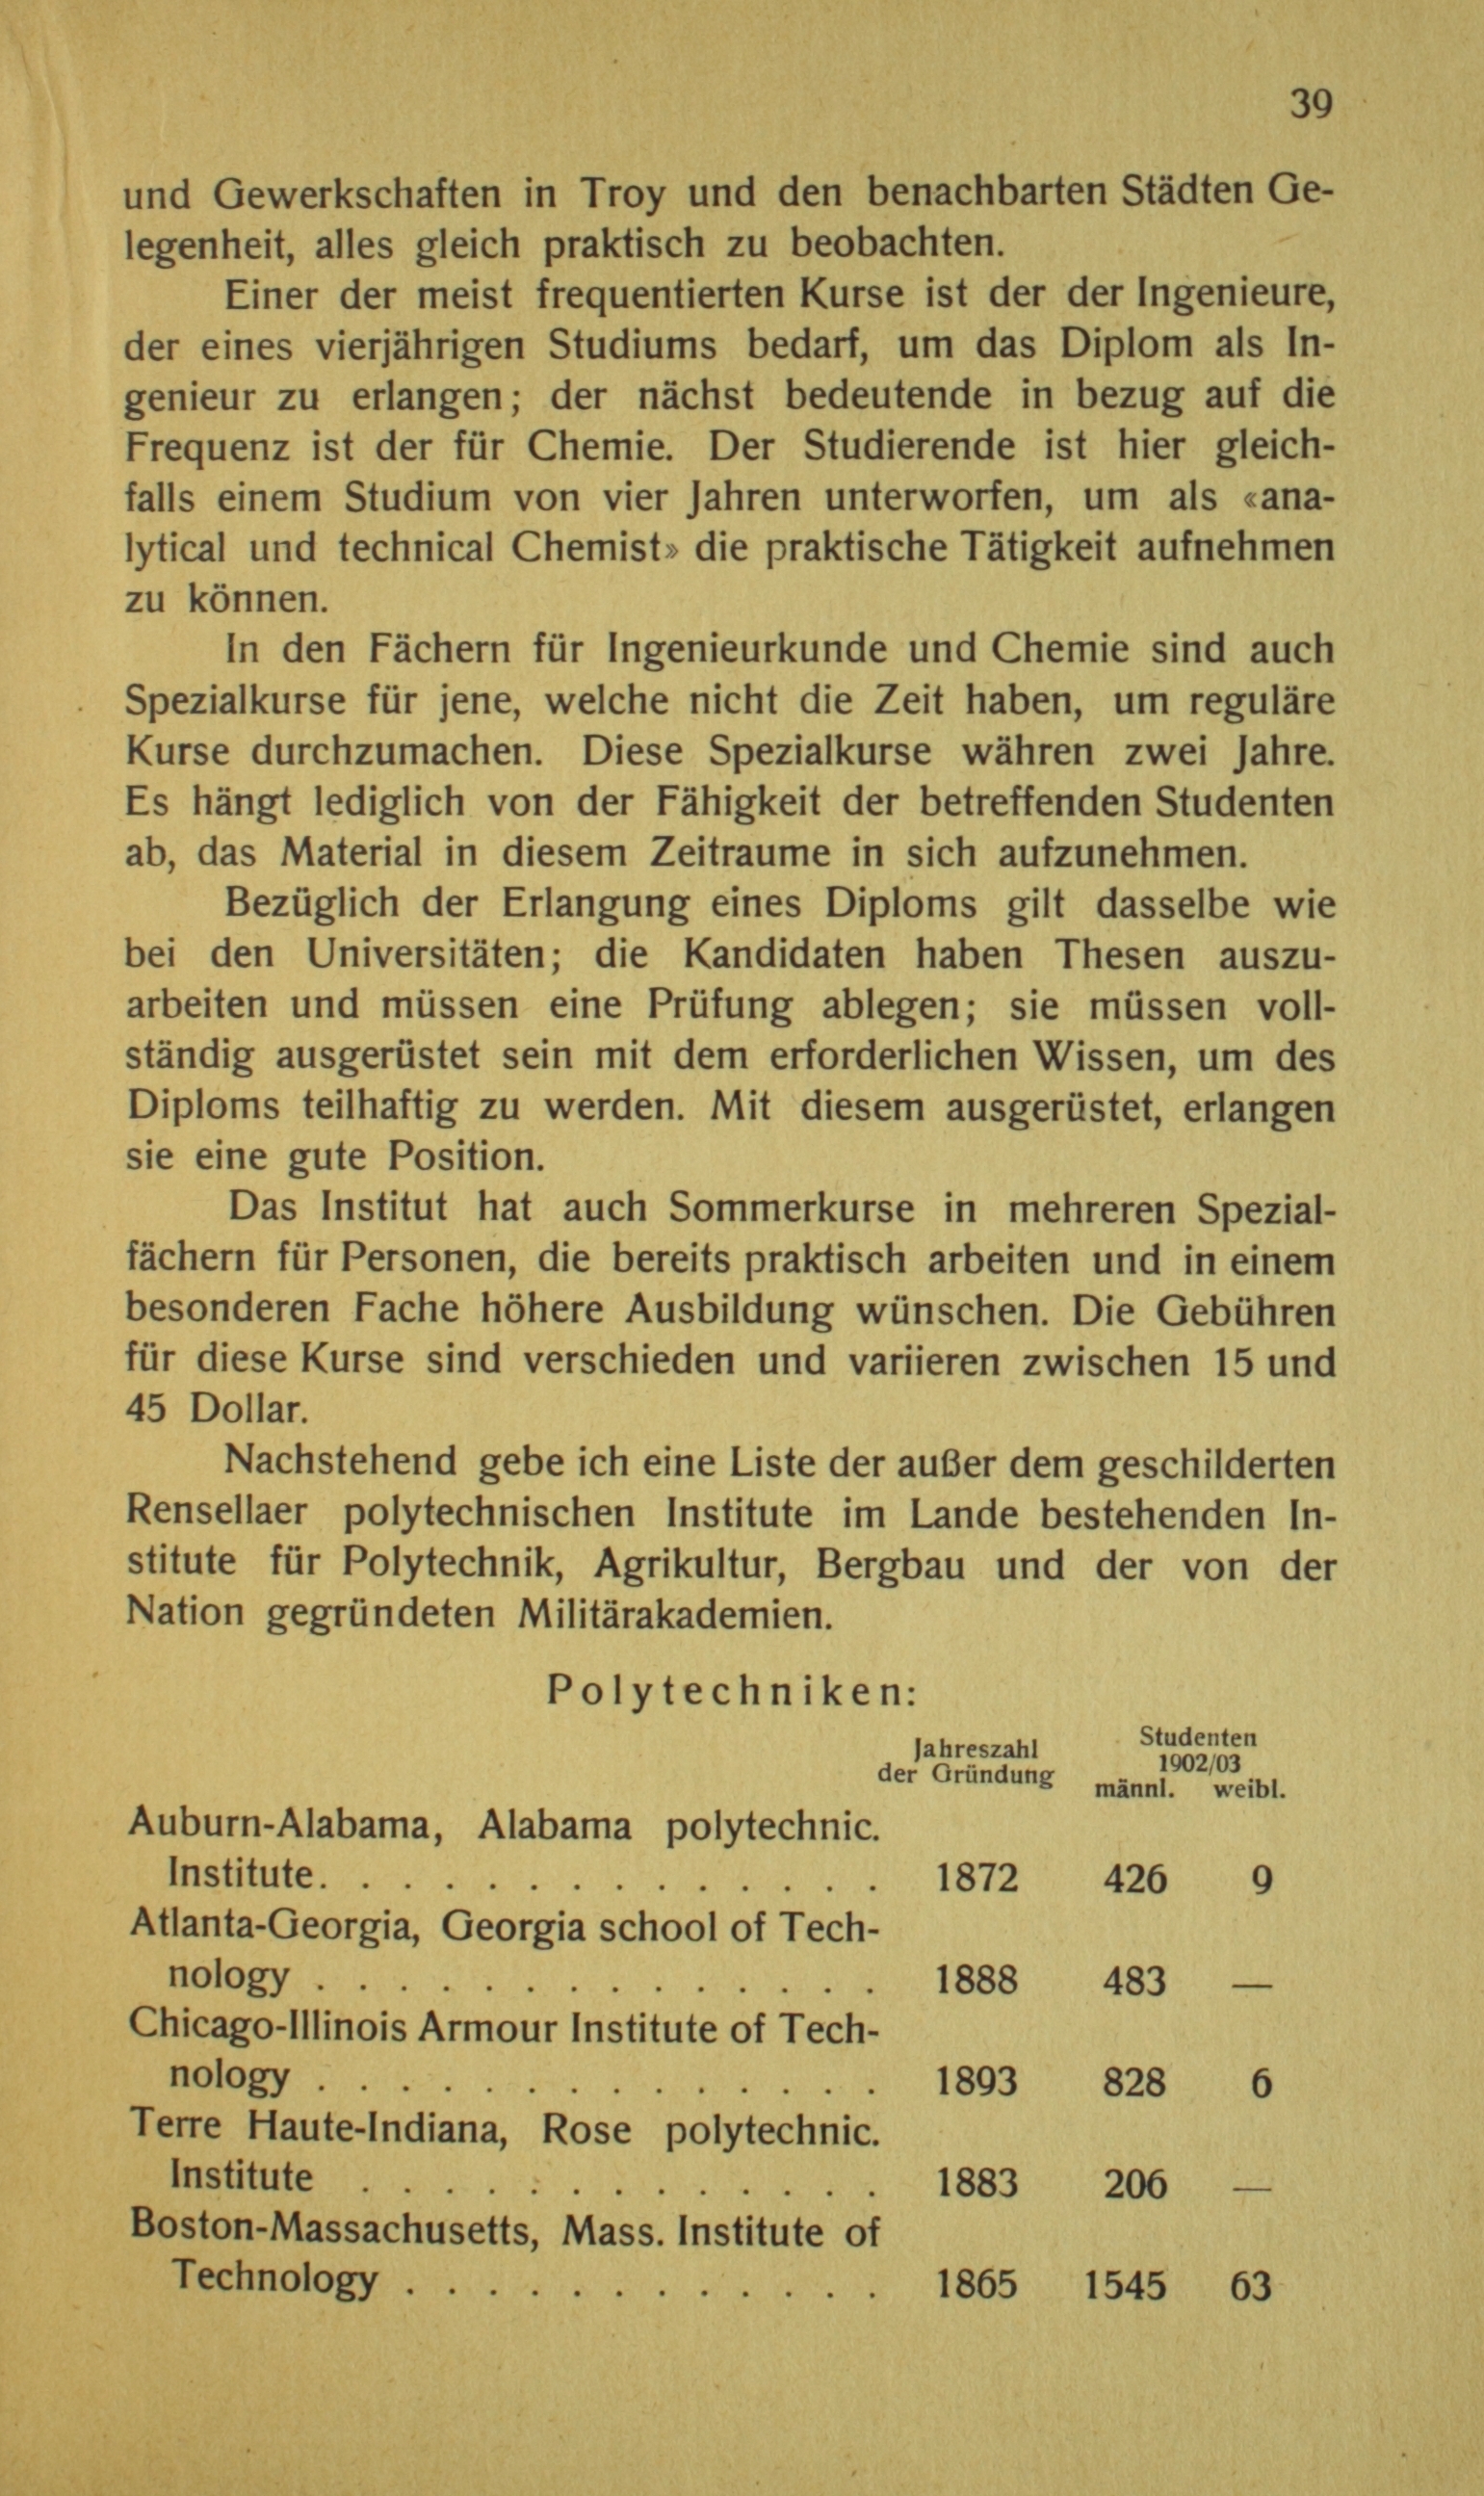 39
und Gewerkschaften in Troy und den benachbarten Städten Ge-
legenheit, alles gleich praktisch zu beobachten.
Einer der meist frequentierten Kurse ist der der Ingenieure,
der eines vierjährigen Studiums bedarf, um das Diplom als In-
genieur zu erlangen; der nächst bedeutende in bezug auf die
Frequenz ist der für Chemie. Der Studierende ist hier gleich-
falls einem Studium von vier Jahren unterworfen, um als «ana-
lytical und technical Chemist» die praktische Tätigkeit aufnehmen
zu können.
In den Fächern für Ingenieurkunde und Chemie sind auch
Spezialkurse für jene, welche nicht die Zeit haben, um reguläre
Kurse durchzumachen. Diese Spezialkurse währen zwei Jahre.
Es hängt lediglich von der Fähigkeit der betreffenden Studenten
ab, das Material in diesem Zeitraume in sich aufzunehmen.
Bezüglich der Erlangung eines Diploms gilt dasselbe wie
bei den Universitäten; die Kandidaten haben Thesen auszu-
arbeiten und müssen eine Prüfung ablegen; sie müssen voll-
ständig ausgerüstet sein mit dem erforderlichen Wissen, um des
Diploms teilhaftig zu werden. Mit diesem ausgerüstet, erlangen
sie eine gute Position.
Das Institut hat auch Sommerkurse in mehreren Spezial-
fächern für Personen, die bereits praktisch arbeiten und in einem
besonderen Fache höhere Ausbildung wünschen. Die Gebühren
für diese Kurse sind verschieden und variieren zwischen 15 und
45 Dollar.
Nachstehend gebe ich eine Liste der außer dem geschilderten
Rensellaer polytechnischen Institute im Lande bestehenden In-
stitute für Polytechnik, Agrikultur, Bergbau und der von der
Nation gegründeten Militärakademien.
Polytechniken:
Jahreszahl der Gründung Studenten 1902/03 männl. weibl.
Auburn-Alabama, Alabama polytechnic.
Institute. . . . . . . . . . . . . . 1872 426 9
Atlanta-Georgia, Georgia school of Tech-
nology . . . . . . . . . . . . . . 1888 483 —
Chicago-Illinois Armour Institute of Tech-
nology . . . . . . . . . . . . . . 1893 828 6
Terre Haute-Indiana, Rose polytechnic.
Institute . . . . . . . . . . . . . 1883 206 —
Boston-Massachusetts, Mass. Institute of
Technology . . . . . . . . . . . . 1865 1545 63